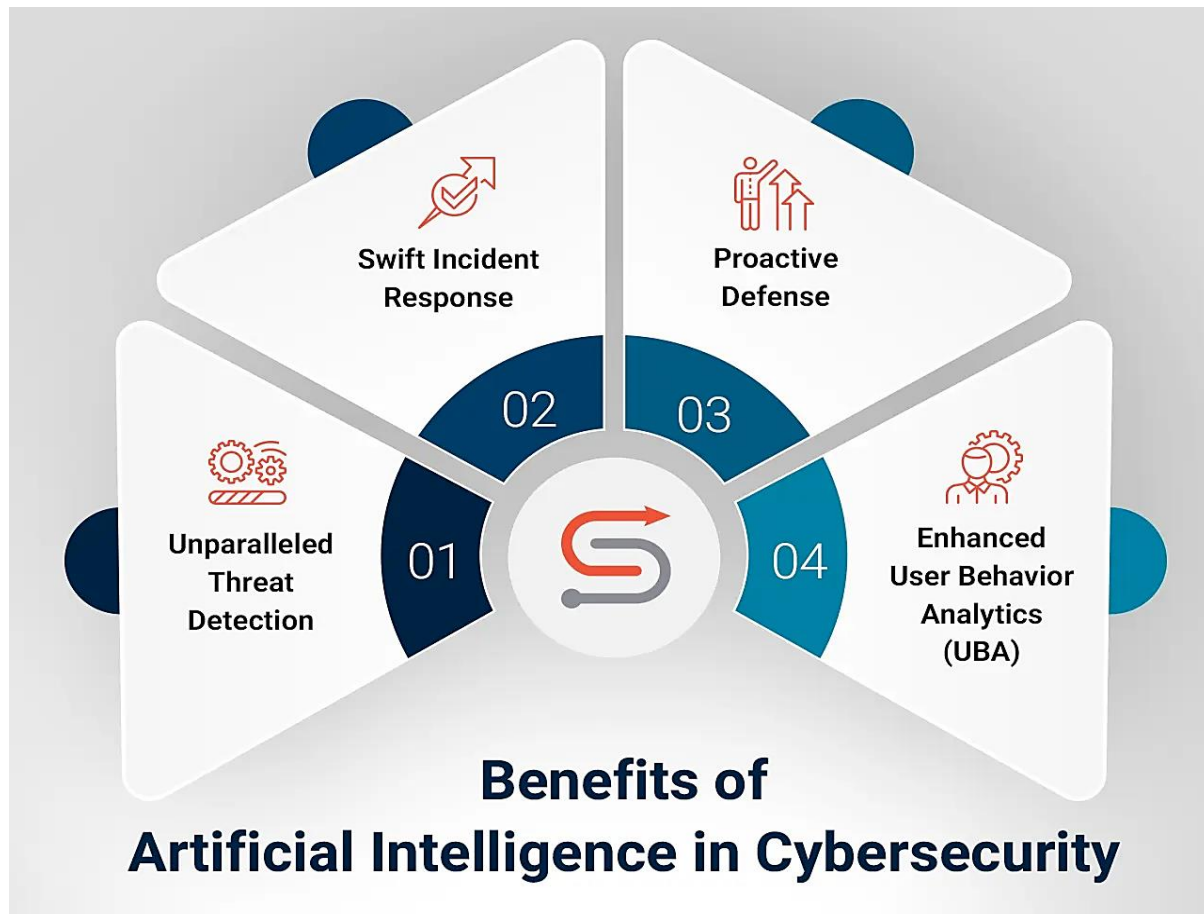 01
Unparalleled
Threat
Detection
02
Swift Incident
Response
03
Proactive
Defense
04
Enhanced
User Behavior
Analytics
(UBA)
Benefits of
Artificial Intelligence in Cybersecurity